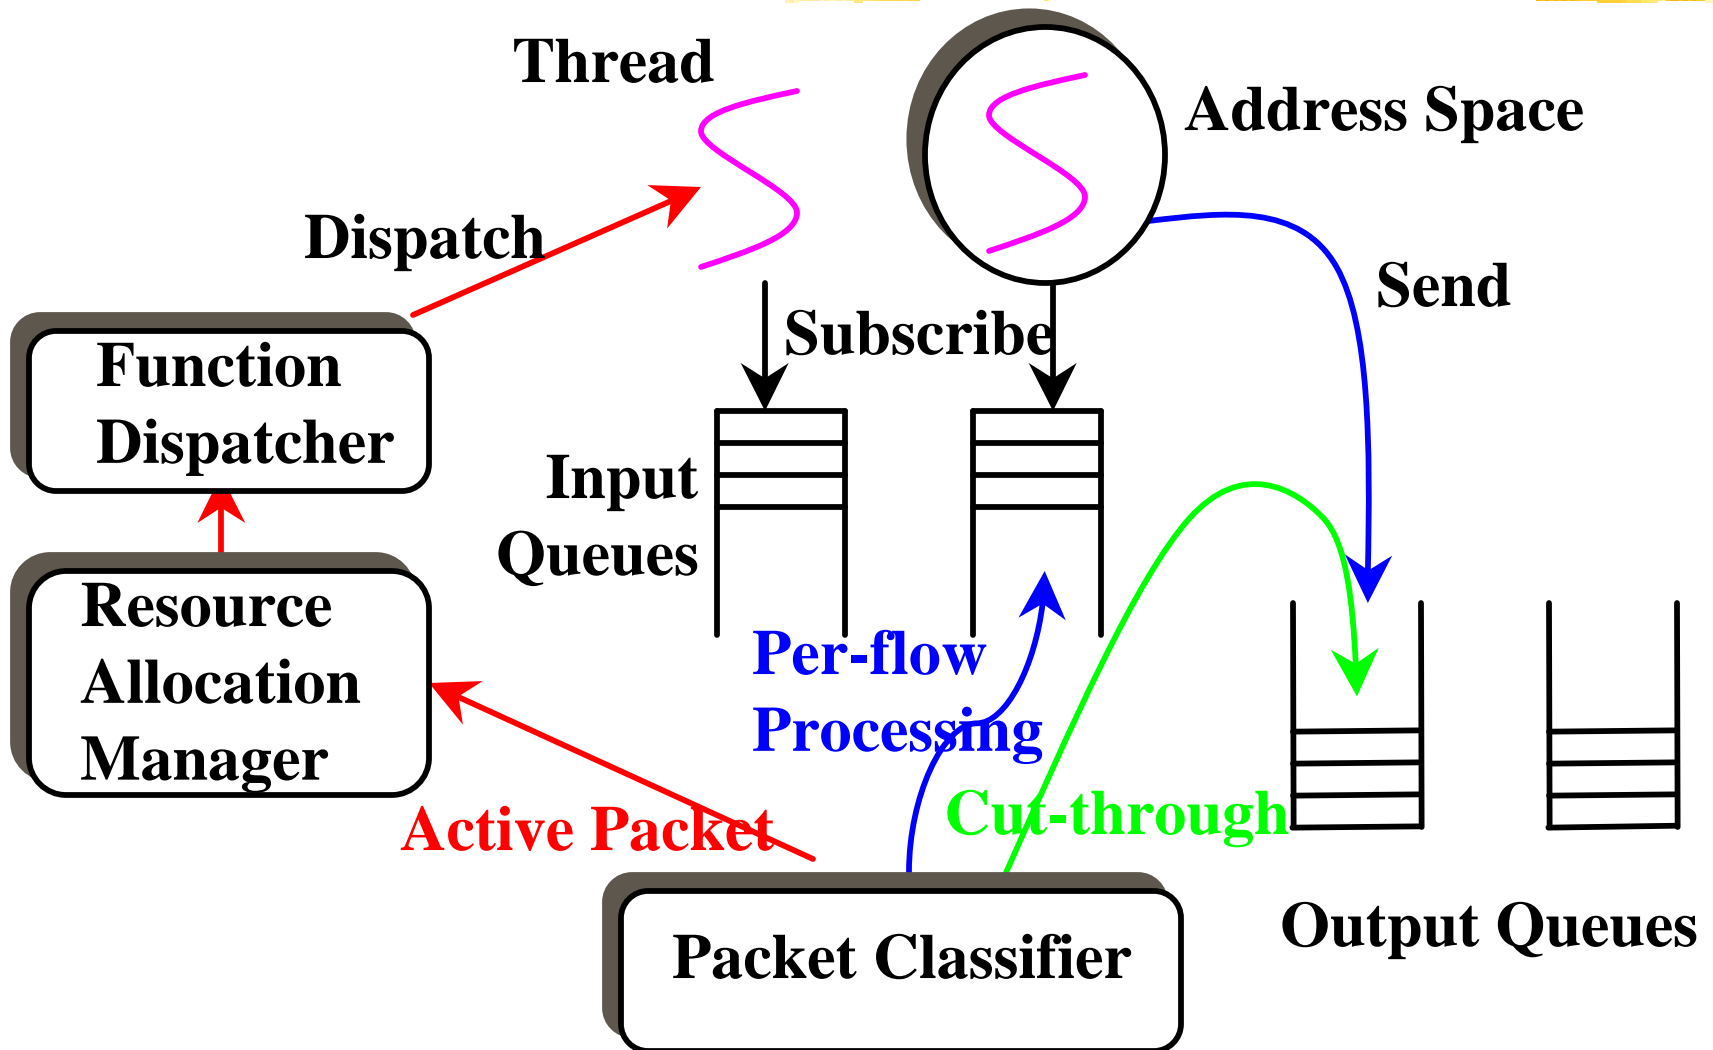 Thread
Address Space
Dispatch
Send
Subscribe
Function
Dispatcher
Input
Queues
Resource
Allocation
Manager
Per-flow
Processing
Active Packet
Cut-through
Output Queues
Packet Classifier